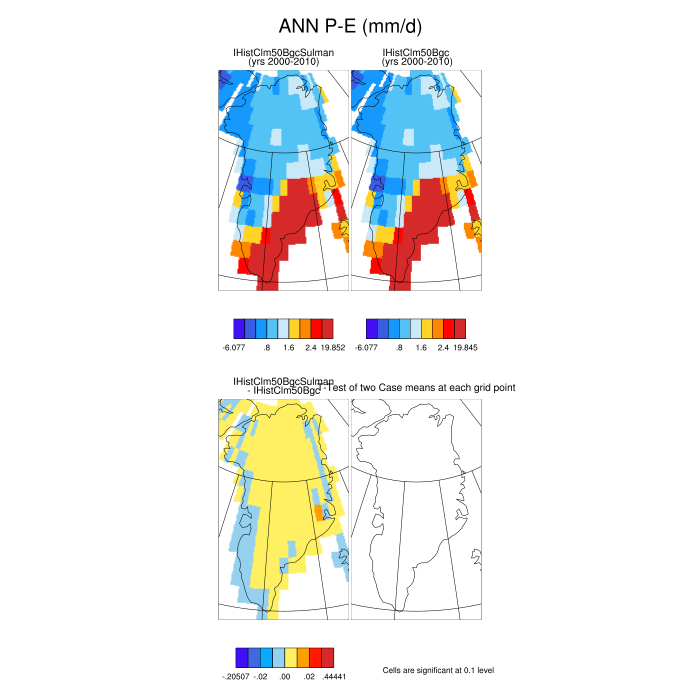 ANN P-E (mm/d)
IHistClm50BgcSulman
(yrs 2000-2010)
IHistClm50Bgc
(yrs 2000-2010)
-6.077 .8 1.6 2.4 19.852
-6.077 .8 1.6 2.4 19.845
IHistClm50BgcSulman
- IHistClm50Bgc
T-Test of two Case means at each grid point
-.20507 -.02 .00 .02 .44441
Cells are significant at 0.1 level